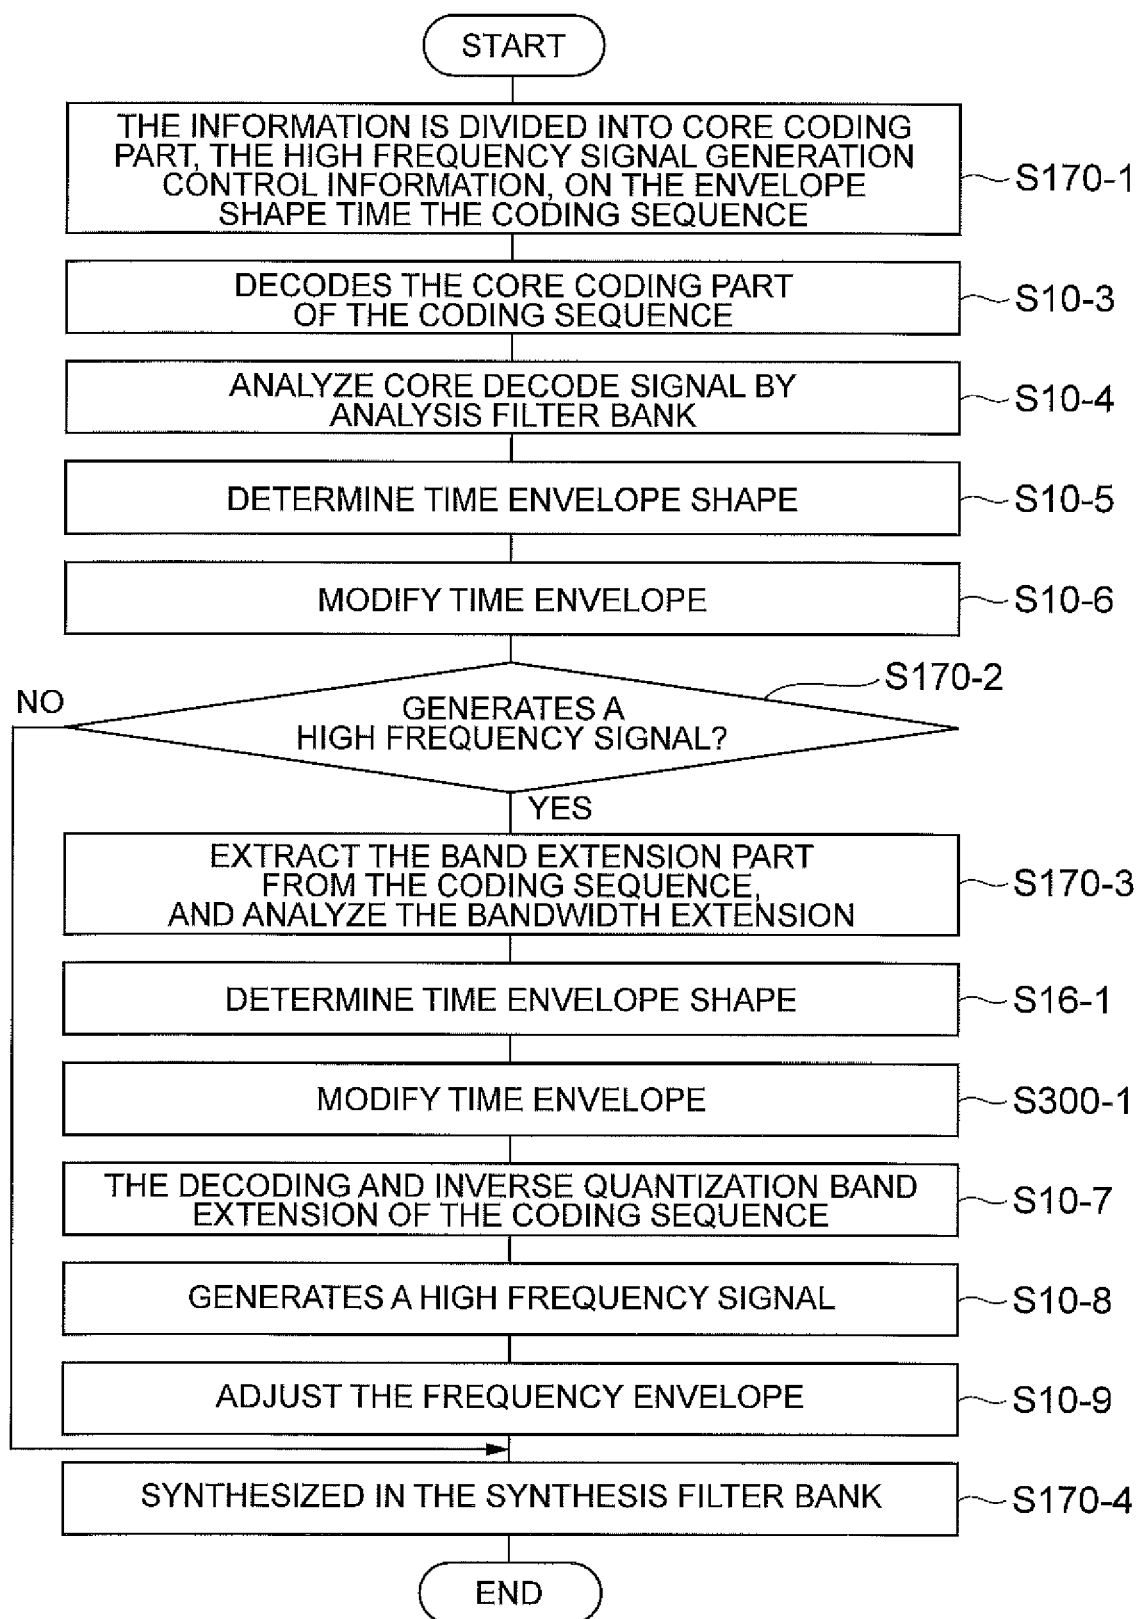 START
THE INFORMATION IS DIVIDED INTO CORE CODING
PART, THE HIGH FREQUENCY SIGNAL GENERATION
CONTROL INFORMATION, ON THE ENVELOPE
SHAPE TIME THE CODING SEQUENCE
S170-1
DECODES THE CORE CODING PART
OF THE CODING SEQUENCE
S10-3
ANALYZE CORE DECODE SIGNAL BY
ANALYSIS FILTER BANK
S10-4
DETERMINE TIME ENVELOPE SHAPE
S10-5
MODIFY TIME ENVELOPE
S10-6
S170-2
NO
GENERATES A
HIGH FREQUENCY SIGNAL?
YES
EXTRACT THE BAND EXTENSION PART
FROM THE CODING SEQUENCE,
AND ANALYZE THE BANDWIDTH EXTENSION
S170-3
DETERMINE TIME ENVELOPE SHAPE
S16-1
MODIFY TIME ENVELOPE
S300-1
THE DECODING AND INVERSE QUANTIZATION BAND
EXTENSION OF THE CODING SEQUENCE
S10-7
GENERATES A HIGH FREQUENCY SIGNAL
S10-8
ADJUST THE FREQUENCY ENVELOPE
S10-9
SYNTHESIZED IN THE SYNTHESIS FILTER BANK
S170-4
END